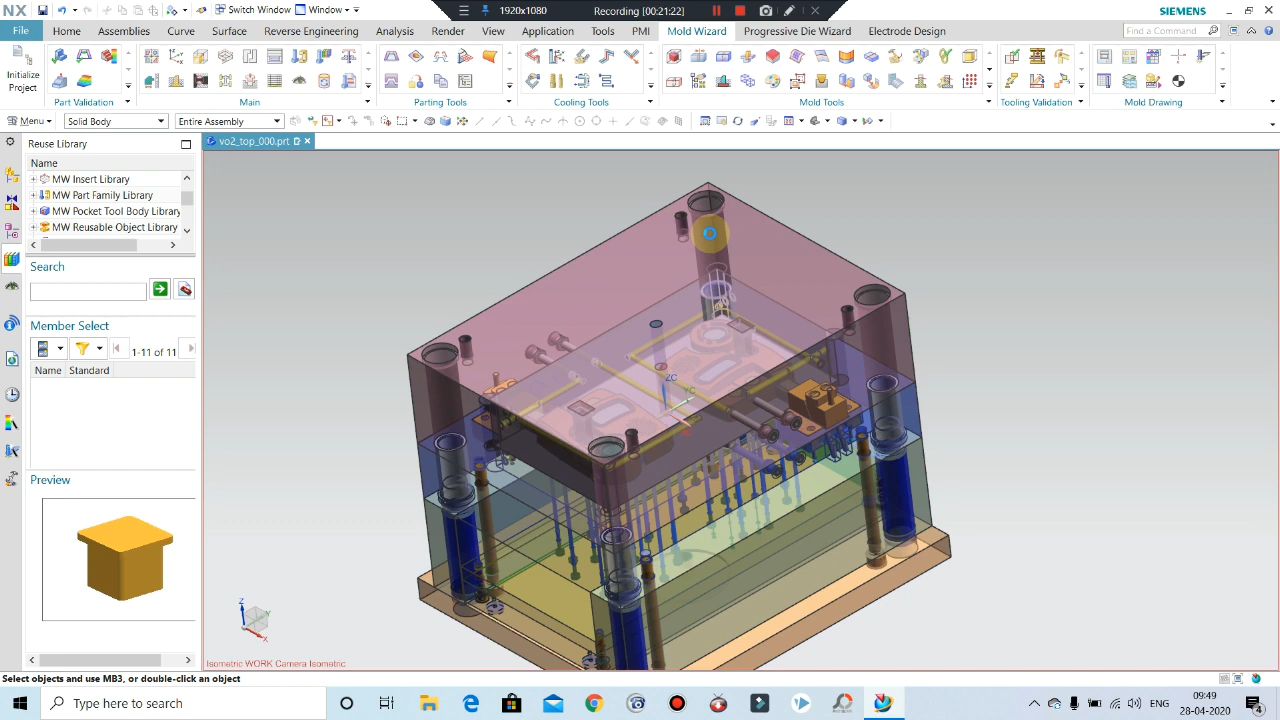 NX Switch Window Window 1920x1080 Recording [00:21:22] SIEMENS
File Home Tools Curve Surface Reverse Engineering Analysis Render View Application Tools PMI Mold Wizard Progressive Die Wizard Electrode Design Find a Command
Initialize
Project
Part Validation Main Parting Tools Cooling Tools Mold Tools Tooling Validation Mold Drawing
Menu Solid Body Entire Assembly
Reuse Library vo2_top_000.prt
Name
MW Insert Library
MW Part Family Library
MW Pocket Tool Body Library
MW Reusable Object Library
Search
Member Select
1-11 of 11
Name Standard
Preview
ZC
YC
Z
Y
X
Isometric WORK Camera Isometric
Select objects and use MB3, or double-click an object
Type here to search ENG 09:49
28-04-2020